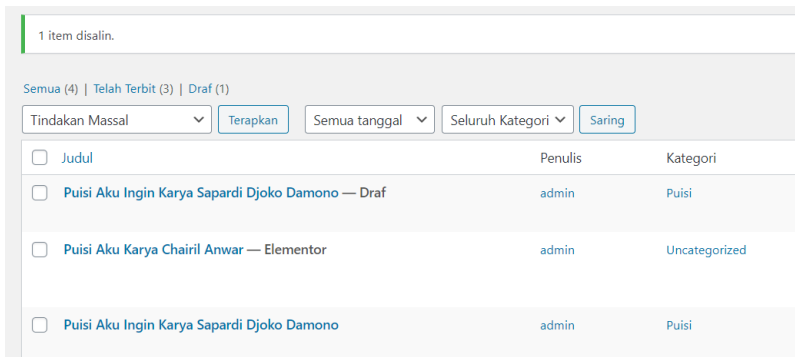 1 item disalin.
Semua (4) | Telah Terbit (3) | Draf (1)
Tindakan Massal Terapkan Semua tanggal Seluruh Kategori Saring
Judul Penulis Kategori
Puisi Aku Ingin Karya Sapardi Djoko Damono — Draf admin Puisi
Puisi Aku Karya Chairil Anwar — Elementor admin Uncategorized
Puisi Aku Ingin Karya Sapardi Djoko Damono admin Puisi